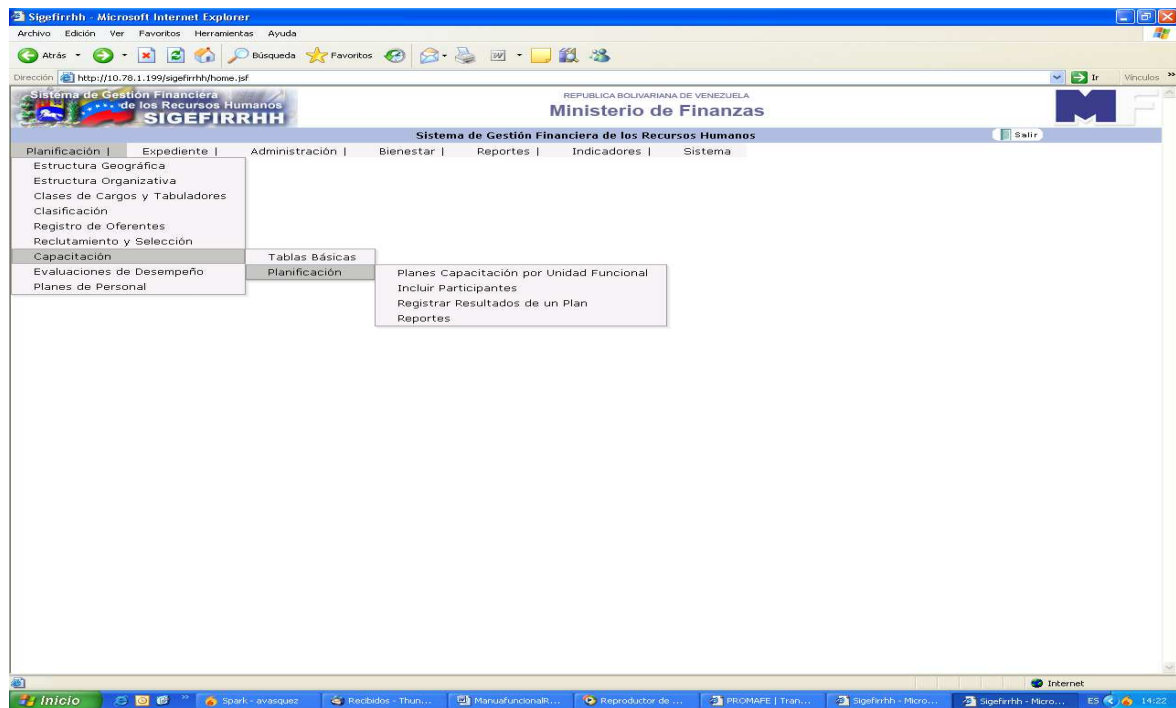 Sigefirrhh - Microsoft Internet Explorer
Archivo Edición Ver Favoritos Herramientas Ayuda
Atrás Búsqueda Favoritos
Dirección http://10.78.1.199/sigefirrhh/home.jsf Ir Vínculos »
Sistema de Gestión Financiera
de los Recursos Humanos
SIGEFIRRHH
REPUBLICA BOLIVARIANA DE VENEZUELA
Ministerio de Finanzas
MF
Sistema de Gestión Financiera de los Recursos Humanos Salir
Planificación | Expediente | Administración | Bienestar | Reportes | Indicadores | Sistema
Estructura Geográfica
Estructura Organizativa
Clases de Cargos y Tabuladores
Clasificación
Registro de Oferentes
Reclutamiento y Selección
Capacitación Tablas Básicas
Evaluaciones de Desempeño Planificación Planes Capacitación por Unidad Funcional
Planes de Personal Incluir Participantes
Registrar Resultados de un Plan
Reportes
Internet
Inicio » Spark - avasquez Recibidos - Thun... ManuafuncionalR... Reproductor de ... PROMAFE | Tran... Sigefirrhh - Micro... Sigefirrhh - Micro... ES 14:22